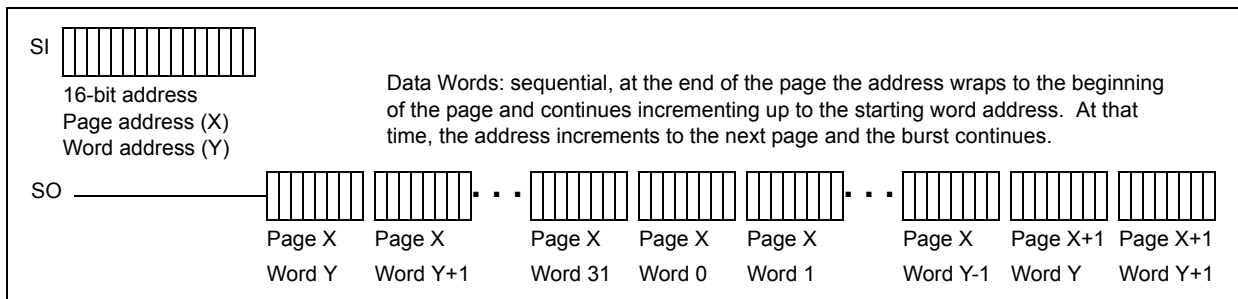 SI
16-bit address
Page address (X)
Word address (Y)
Data Words: sequential, at the end of the page the address wraps to the beginning
of the page and continues incrementing up to the starting word address. At that
time, the address increments to the next page and the burst continues.
SO
. . . . . .
Page X Page X Page X Page X Page X Page X Page X+1 Page X+1
Word Y Word Y+1 Word 31 Word 0 Word 1 Word Y-1 Word Y Word Y+1